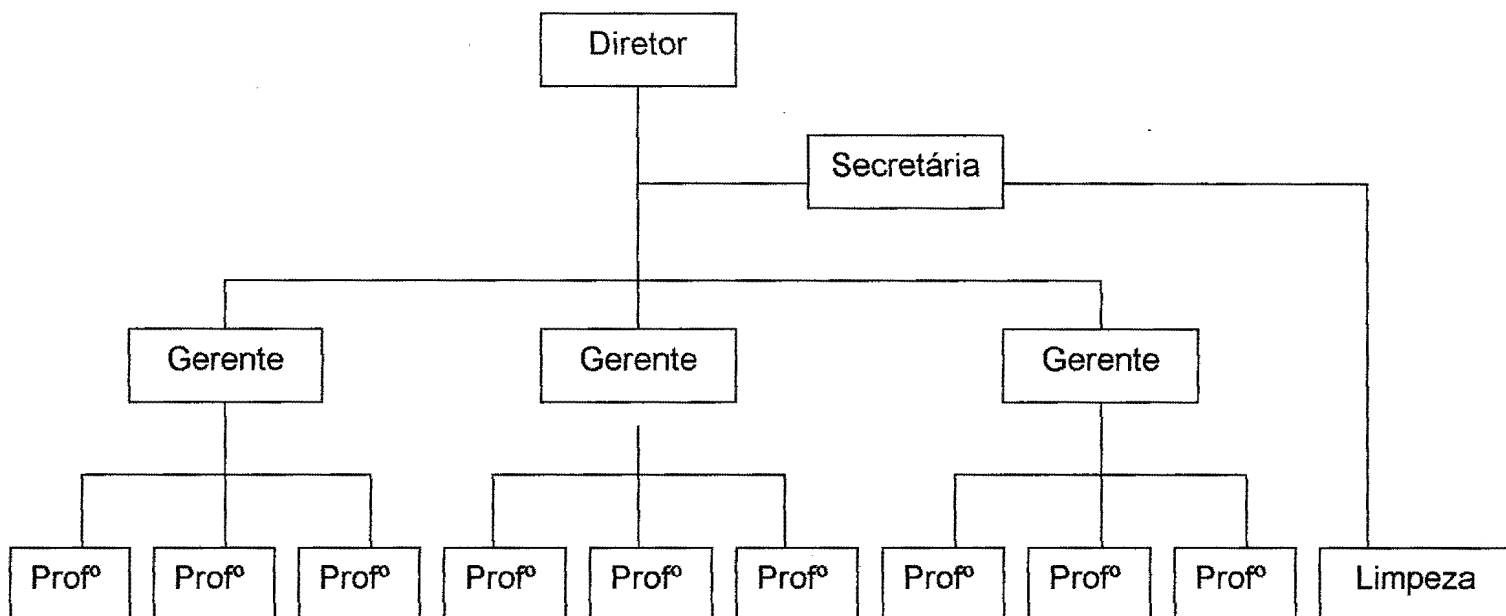 Diretor
Secretária
Gerente
Gerente
Gerente
Profº
Profº
Profº
Profº
Profº
Profº
Profº
Profº
Profº
Limpeza